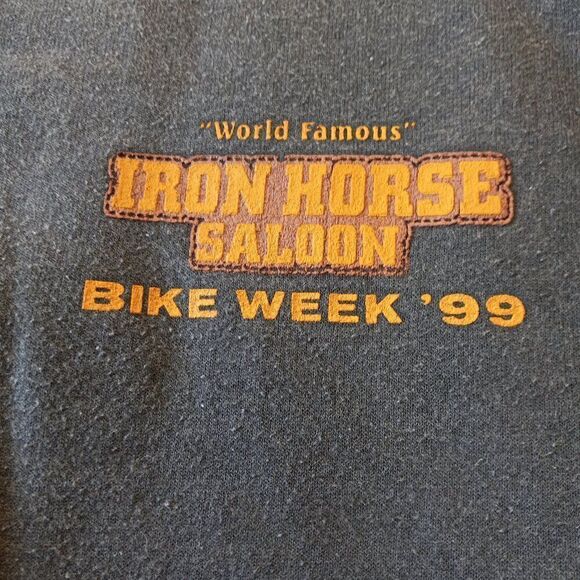 "World Famous"
IRON HORSE
SALOON
BIKE WEEK '99